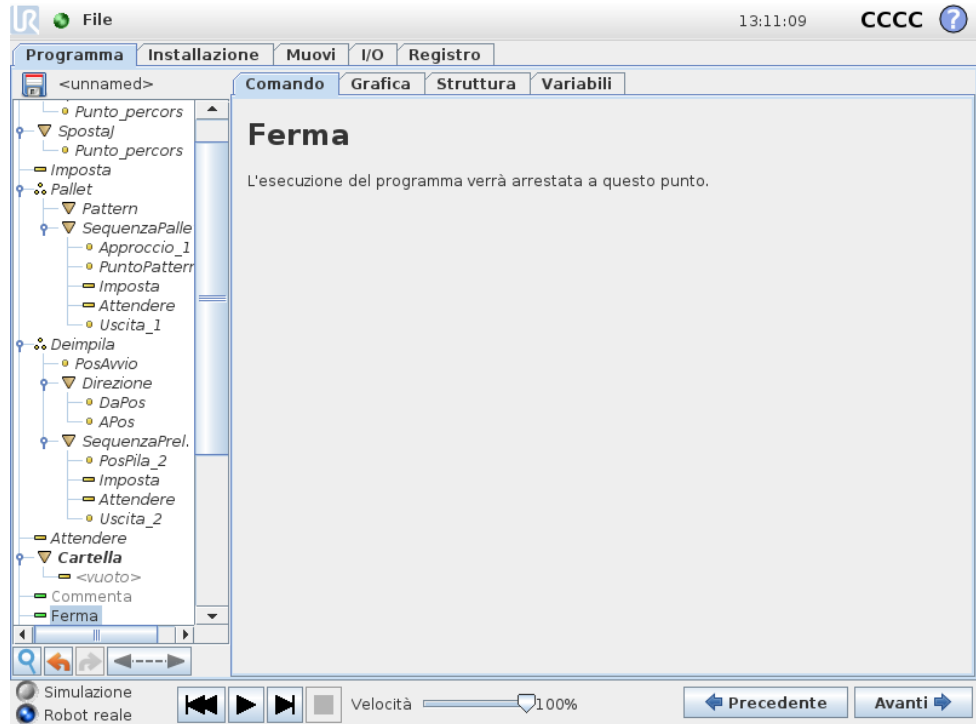 UR File 13:11:09 CCCC ?
Programma Installazione Muovi I/O Registro
<unnamed> Comando Grafica Struttura Variabili
Punto_percors
SpostaJ
Punto_percors
Imposta
Pallet
Pattern
SequenzaPalle
Approccio_1
PuntoPattern
Imposta
Attendere
Uscita_1
Deimpila
PosAvvio
Direzione
DaPos
APos
SequenzaPrel.
PosPila_2
Imposta
Attendere
Uscita_2
Attendere
Cartella
<vuoto>
Commenta
Ferma
Ferma
L'esecuzione del programma verrà arrestata a questo punto.
Simulazione
Robot reale
Velocità 100%
Precedente Avanti